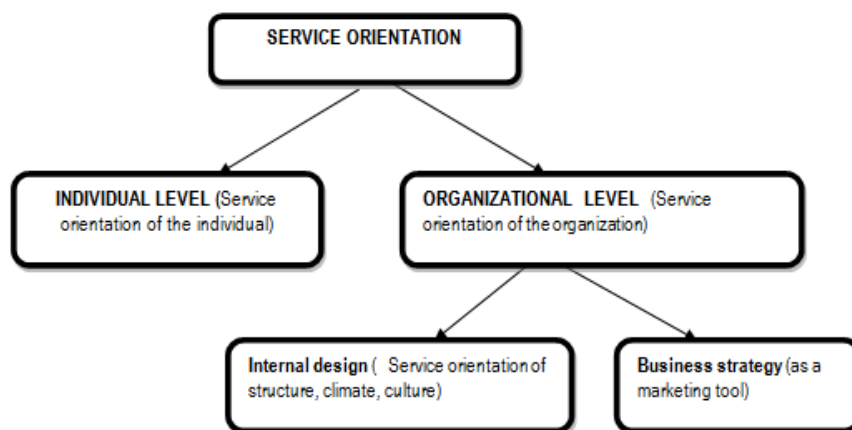 SERVICE ORIENTATION
INDIVIDUAL LEVEL (Service
orientation of the individual)
ORGANIZATIONAL LEVEL (Service
orientation of the organization)
Internal design ( Service orientation of
structure, climate, culture)
Business strategy (as a
marketing tool)